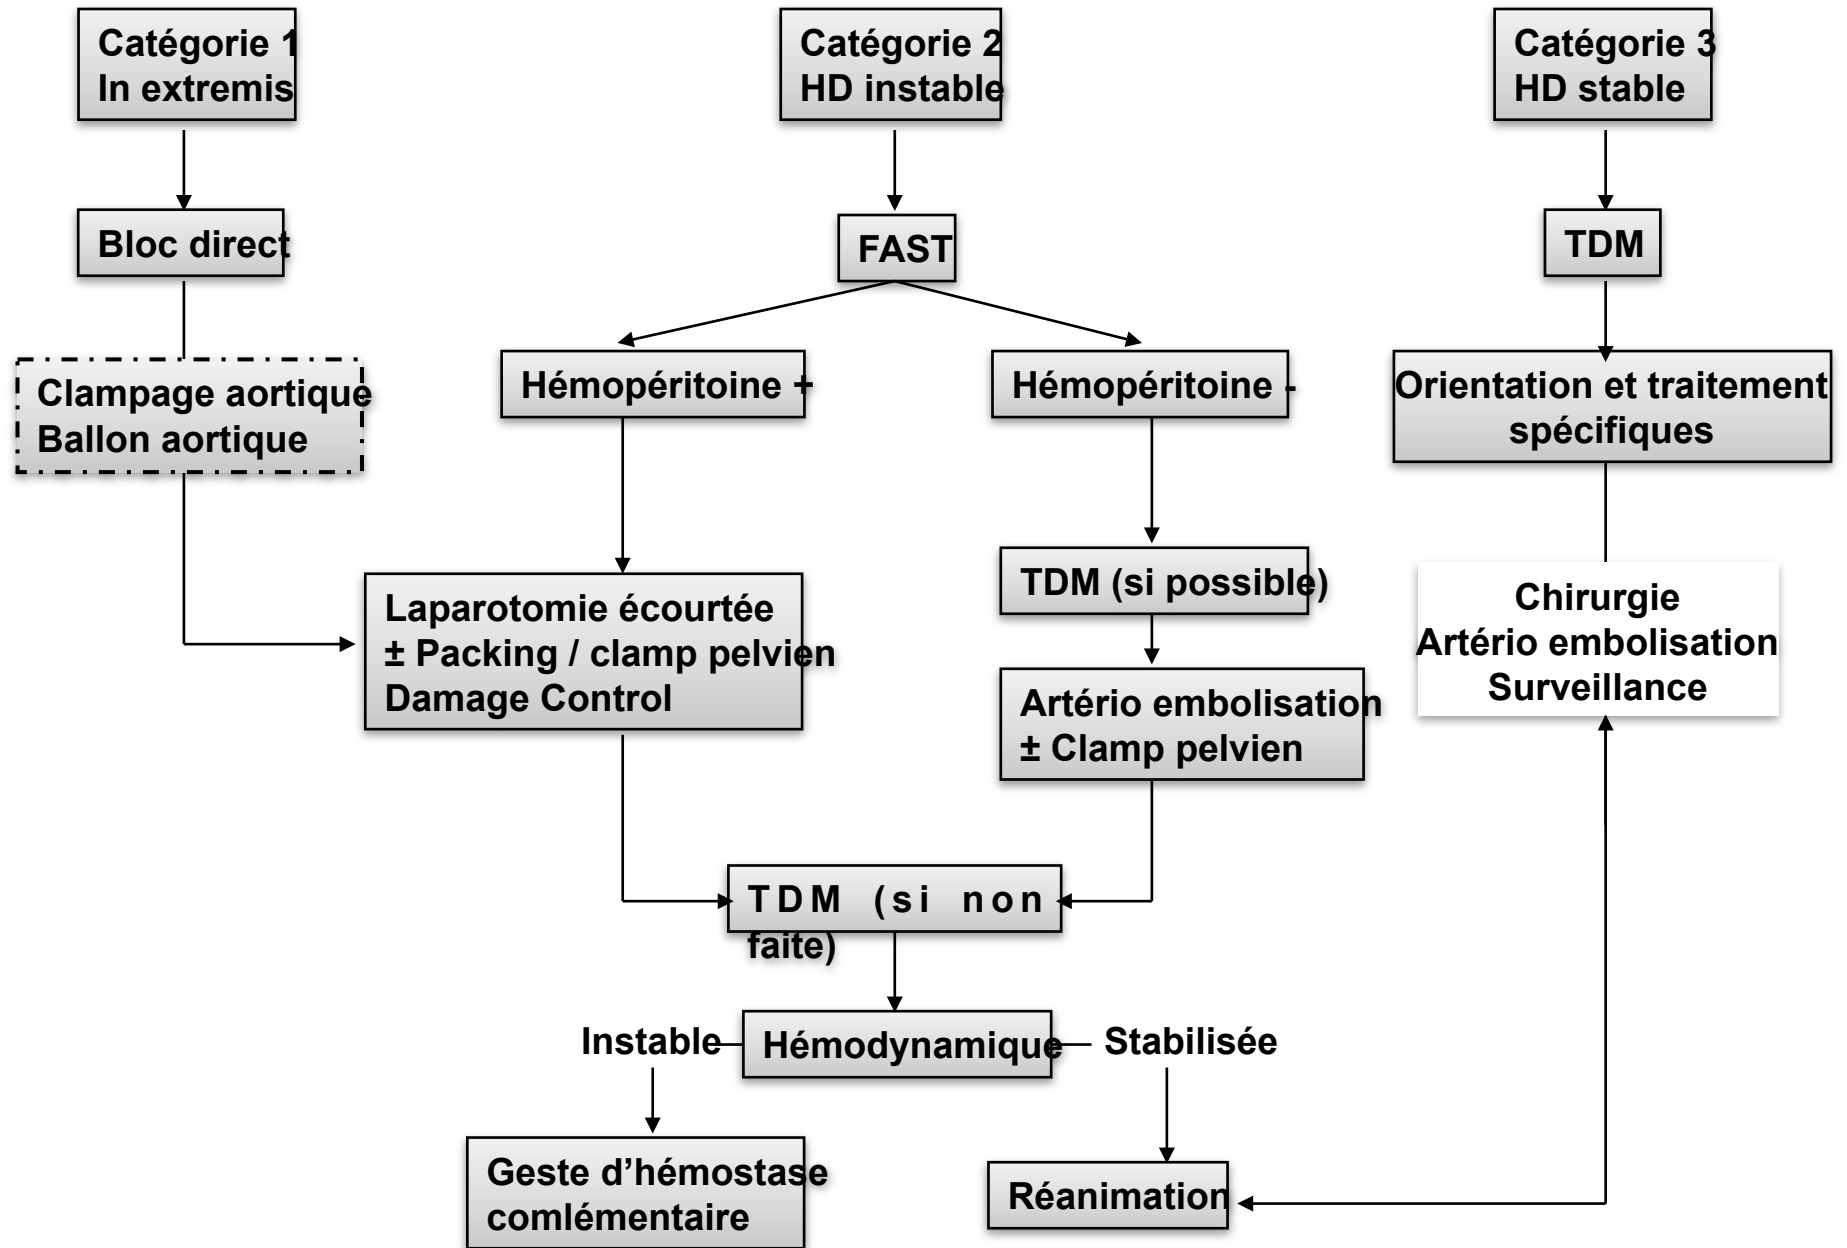 Catégorie 1
In extremis
Catégorie 2
HD instable
Catégorie 3
HD stable
Bloc direct
FAST
TDM
Clampage aortique
Ballon aortique
Hémopéritoine +
Hémopéritoine -
Orientation et traitement
spécifiques
Laparotomie écourtée
± Packing / clamp pelvien
Damage Control
TDM (si possible)
Artério embolisation
± Clamp pelvien
Chirurgie
Artério embolisation
Surveillance
TDM (si non
faite)
Instable
Hémodynamique
Stabilisée
Geste d’hémostase
comlémentaire
Réanimation